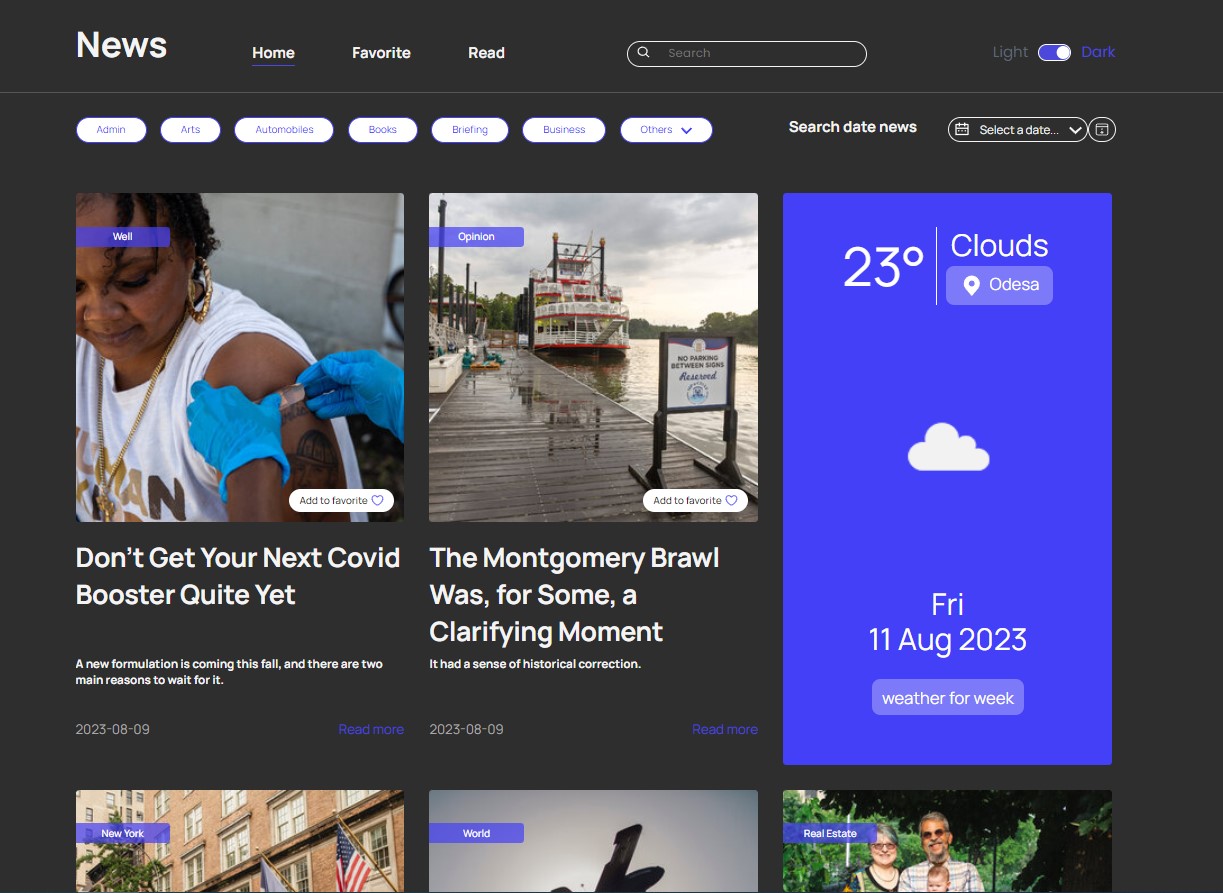 News
Home
Favorite
Read
Search
Light
Dark
Admin
Arts
Automobiles
Books
Briefing
Business
Others
Search date news
Select a date...
Well
Add to favorite
Don’t Get Your Next Covid
Booster Quite Yet
A new formulation is coming this fall, and there are two
main reasons to wait for it.
2023-08-09
Read more
Opinion
NO PARKING
BETWEEN SIGNS
Reserved
Add to favorite
The Montgomery Brawl
Was, for Some, a
Clarifying Moment
It had a sense of historical correction.
2023-08-09
Read more
23°
Clouds
Odesa
Fri
11 Aug 2023
weather for week
New York
World
Real Estate